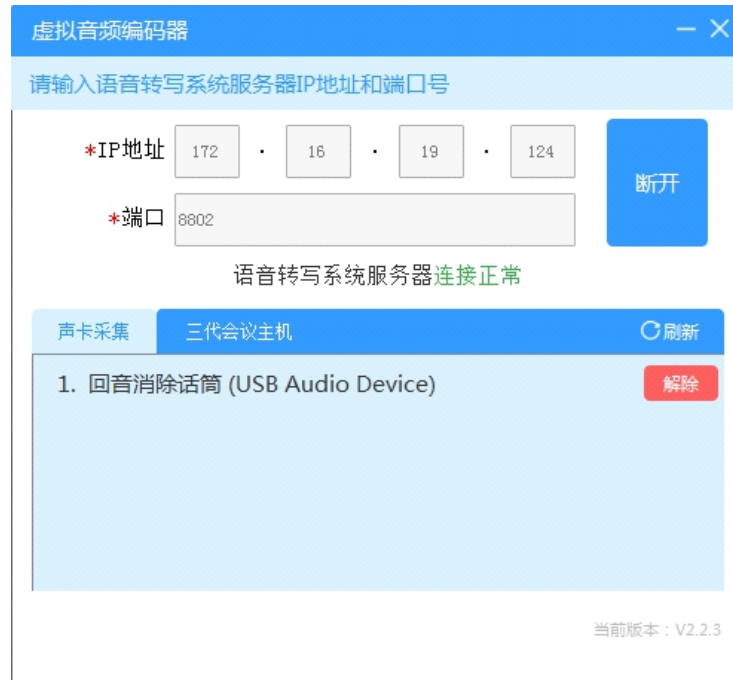 虚拟音频编码器
请输入语音转写系统服务器IP地址和端口号
*IP地址 172 . 16 . 19 . 124
断开
*端口 8802
语音转写系统服务器连接正常
声卡采集 三代会议主机 刷新
1. 回音消除话筒 (USB Audio Device) 解除
当前版本：V2.2.3